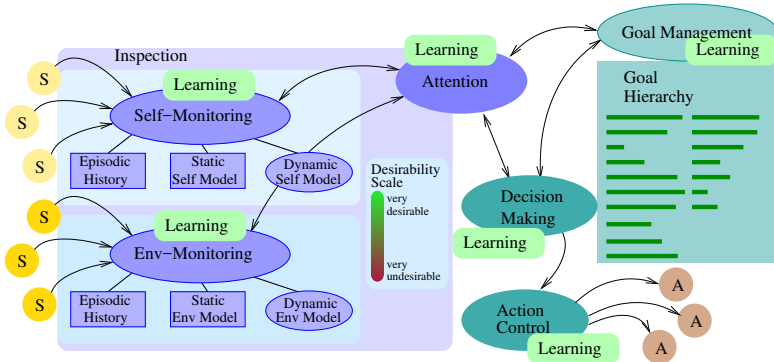 Inspection
Learning
Attention
Goal Management
Learning
S
S
S
Learning
Self−Monitoring
Episodic
History
Static
Self Model
Dynamic
Self Model
Desirability
Scale
very
desirable
very
undesirable
Goal
Hierarchy
S
S
S
Learning
Env−Monitoring
Episodic
History
Static
Env Model
Dynamic
Env Model
Decision
Making
Learning
Action
Control
Learning
A
A
A